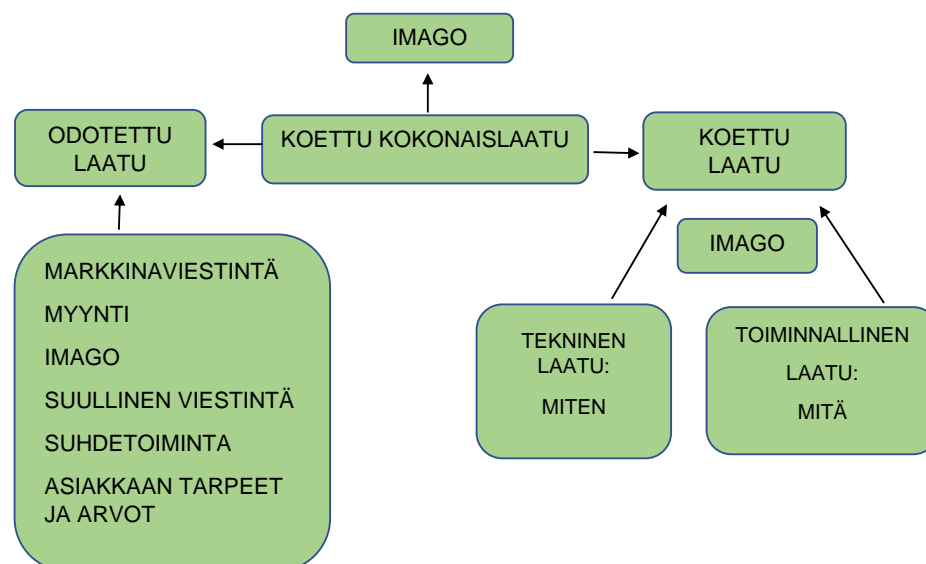 IMAGO
ODOTETTU
LAATU
KOETTU KOKONAISLAATU
KOETTU
LAATU
IMAGO
MARKKINAVIESTINTÄ
MYYNTI
IMAGO
SUULLINEN VIESTINTÄ
SUHDETOIMINTA
ASIAKKAAN TARPEET
JA ARVOT
TEKNINEN
LAATU:
MITEN
TOIMINNALLINEN
LAATU:
MITÄ